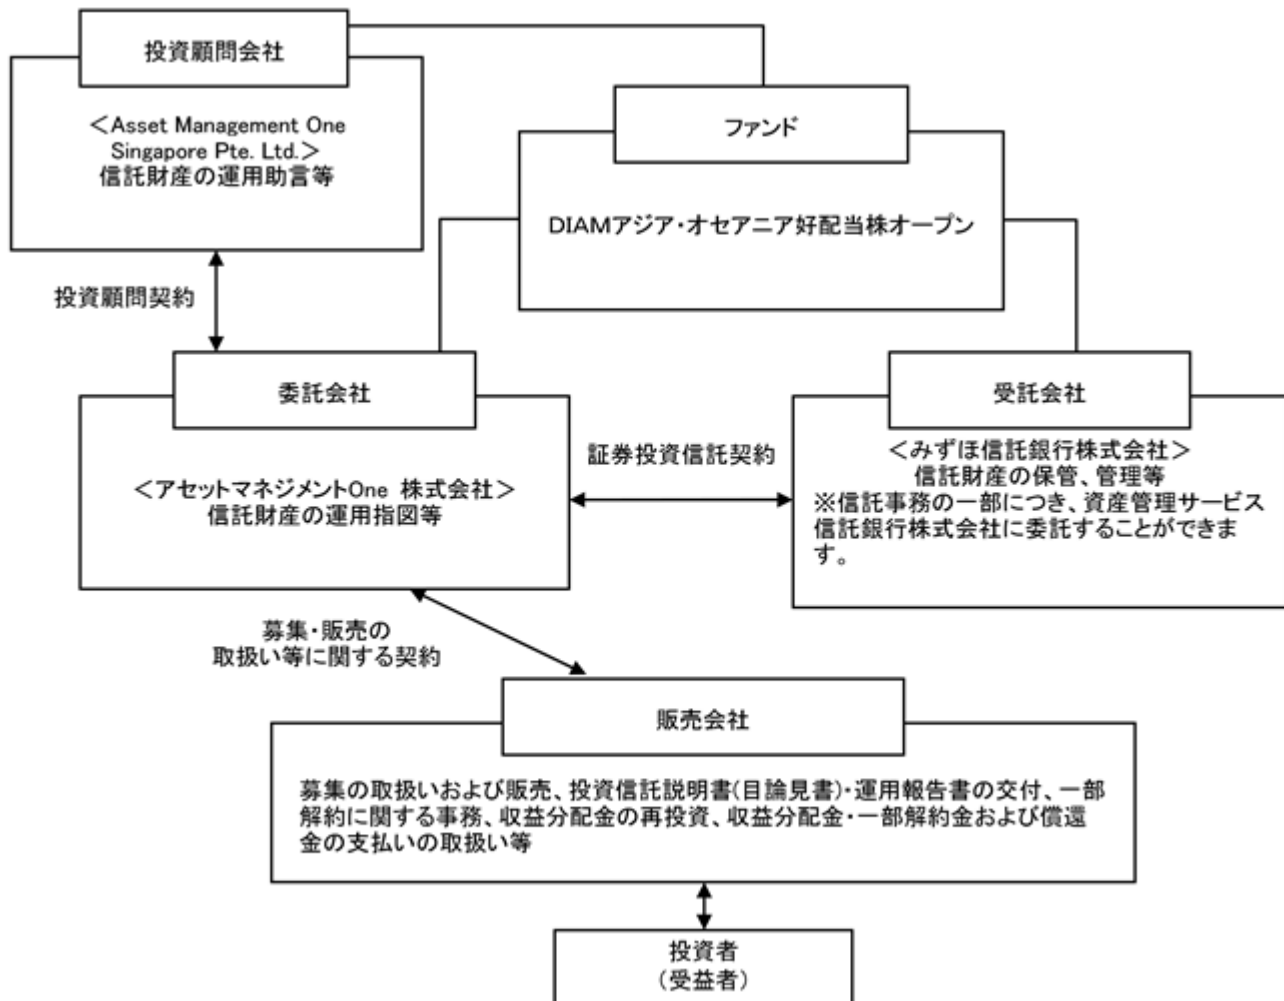 投資顧問会社
＜Asset Management One
Singapore Pte. Ltd.＞
信託財産の運用助言等
ファンド
DIAMアジア・オセアニア好配当株オープン
投資顧問契約
委託会社
＜アセットマネジメントOne 株式会社＞
信託財産の運用指図等
証券投資信託契約
受託会社
＜みずほ信託銀行株式会社＞
信託財産の保管、管理等
※信託事務の一部につき、資産管理サービス
信託銀行株式会社に委託することができま
す。
募集・販売の
取扱い等に関する契約
販売会社
募集の取扱いおよび販売、投資信託説明書(目論見書)・運用報告書の交付、一部
解約に関する事務、収益分配金の再投資、収益分配金・一部解約金および償還
金の支払いの取扱い等
投資者
（受益者）